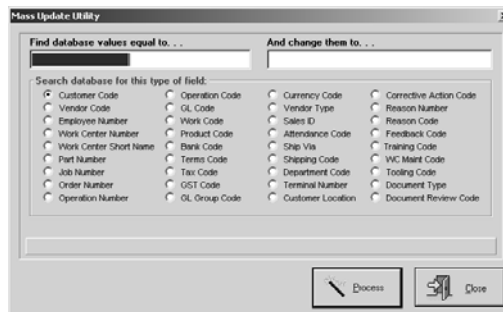 Mass Update Utility
Find database values equal to. . .
And change them to. . .
Search database for this type of field:
Customer Code
Operation Code
Currency Code
Corrective Action Code
Vendor Code
GL Code
Vendor Type
Reason Number
Employee Number
Work Code
Sales ID
Reason Code
Work Center Number
Product Code
Attendance Code
Feedback Code
Work Center Short Name
Bank Code
Ship Via
Training Code
Part Number
Terms Code
Shipping Code
WC Maint Code
Job Number
Tax Code
Department Code
Tooling Code
Order Number
GST Code
Terminal Number
Document Type
Operation Number
GL Group Code
Customer Location
Document Review Code
Process
Close